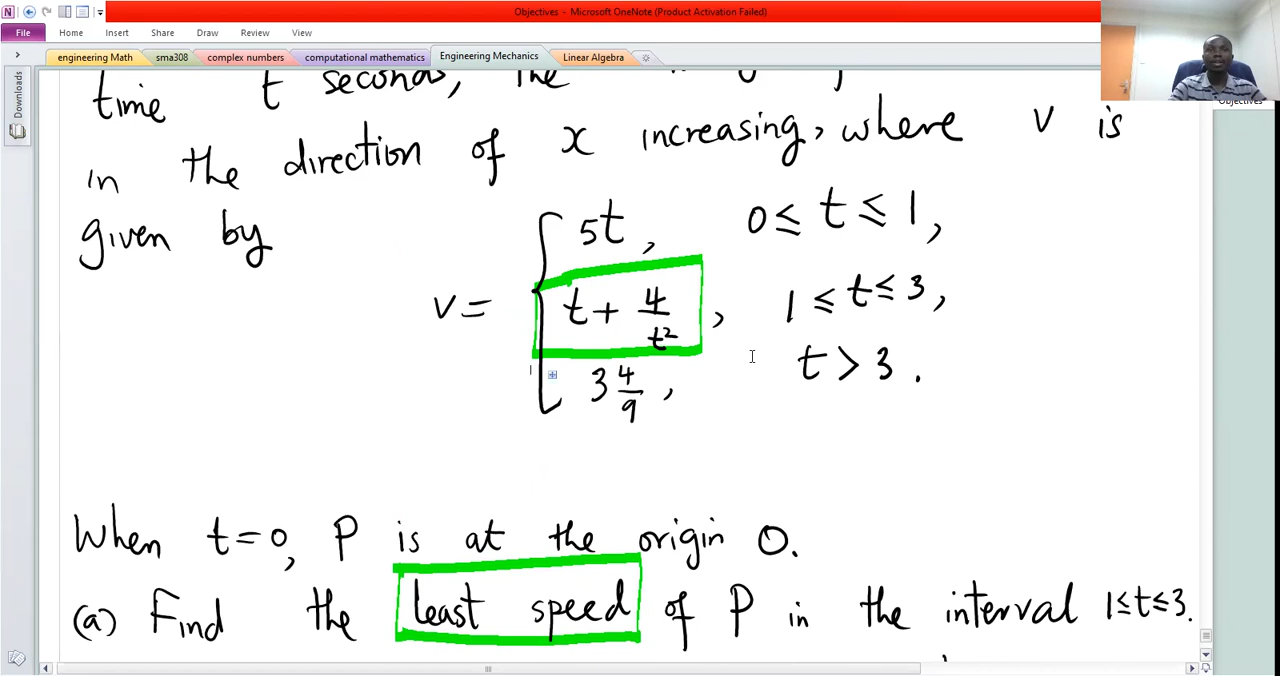 Objectives - Microsoft OneNote (Product Activation Failed)
File Home Insert Share Draw Review View
engineering Math sma308 complex numbers computational mathematics Engineering Mechanics Linear Algebra
Downloads
Objectives
time t seconds, the
in the direction of x increasing, where v is
given by
5t, 0 ≤ t ≤ 1,
v = t + 4/t², 1 ≤ t ≤ 3,
3 4/9, t > 3.
When t = 0, P is at the origin O.
(a) Find the least speed of P in the interval 1 ≤ t ≤ 3.